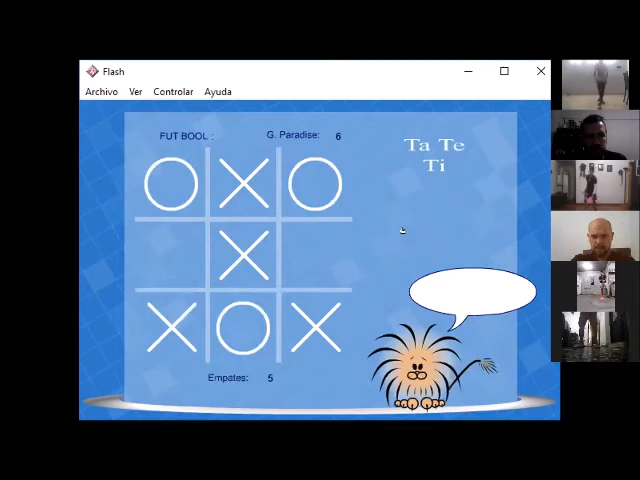 Flash
Archivo Ver Controlar Ayuda
FUT BOOL : G. Paradise: 6
Ta Te
Ti
Empates: 5